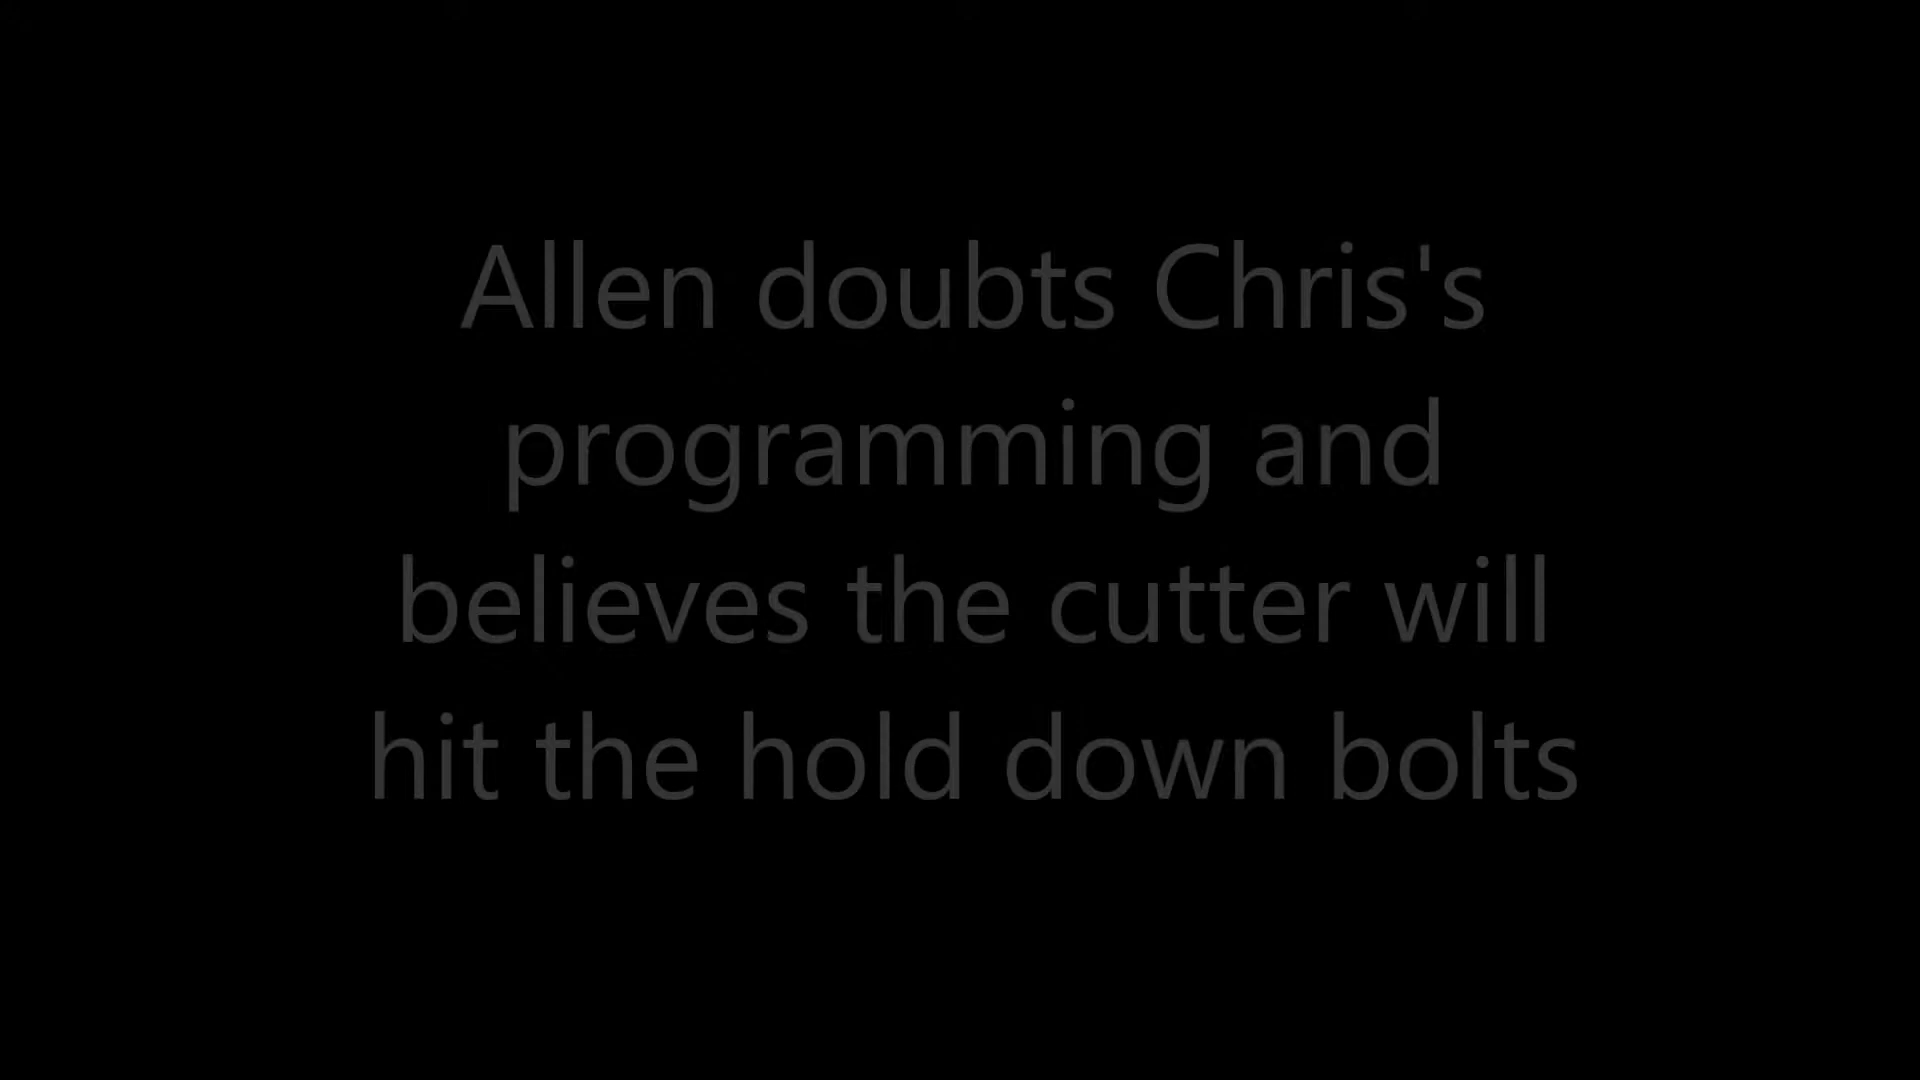 Allen doubts Chris's
programming and
believes the cutter will
hit the hold down bolts